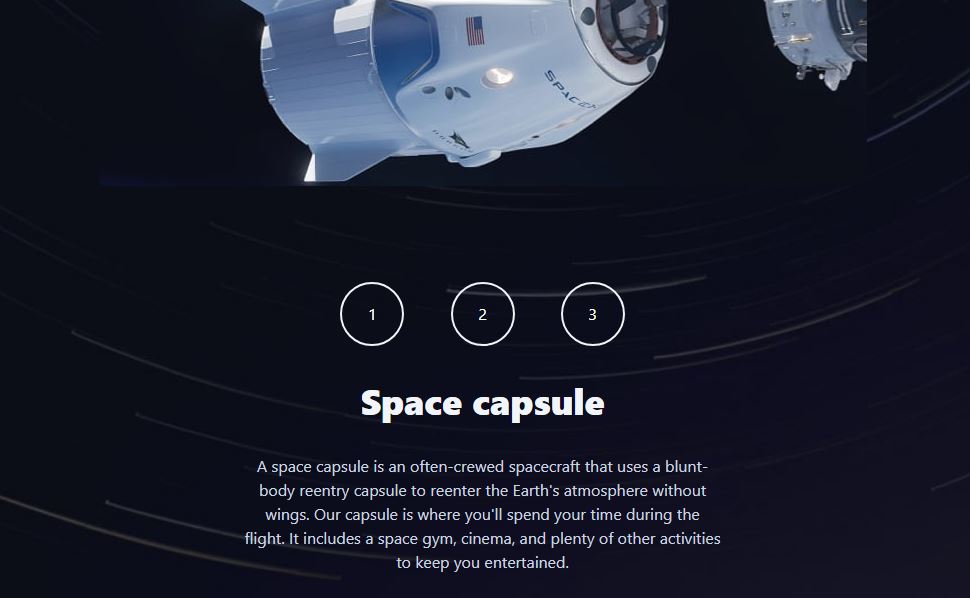 SPACEX
1
2
3
Space capsule
A space capsule is an often-crewed spacecraft that uses a blunt-
body reentry capsule to reenter the Earth's atmosphere without
wings. Our capsule is where you'll spend your time during the
flight. It includes a space gym, cinema, and plenty of other activities
to keep you entertained.